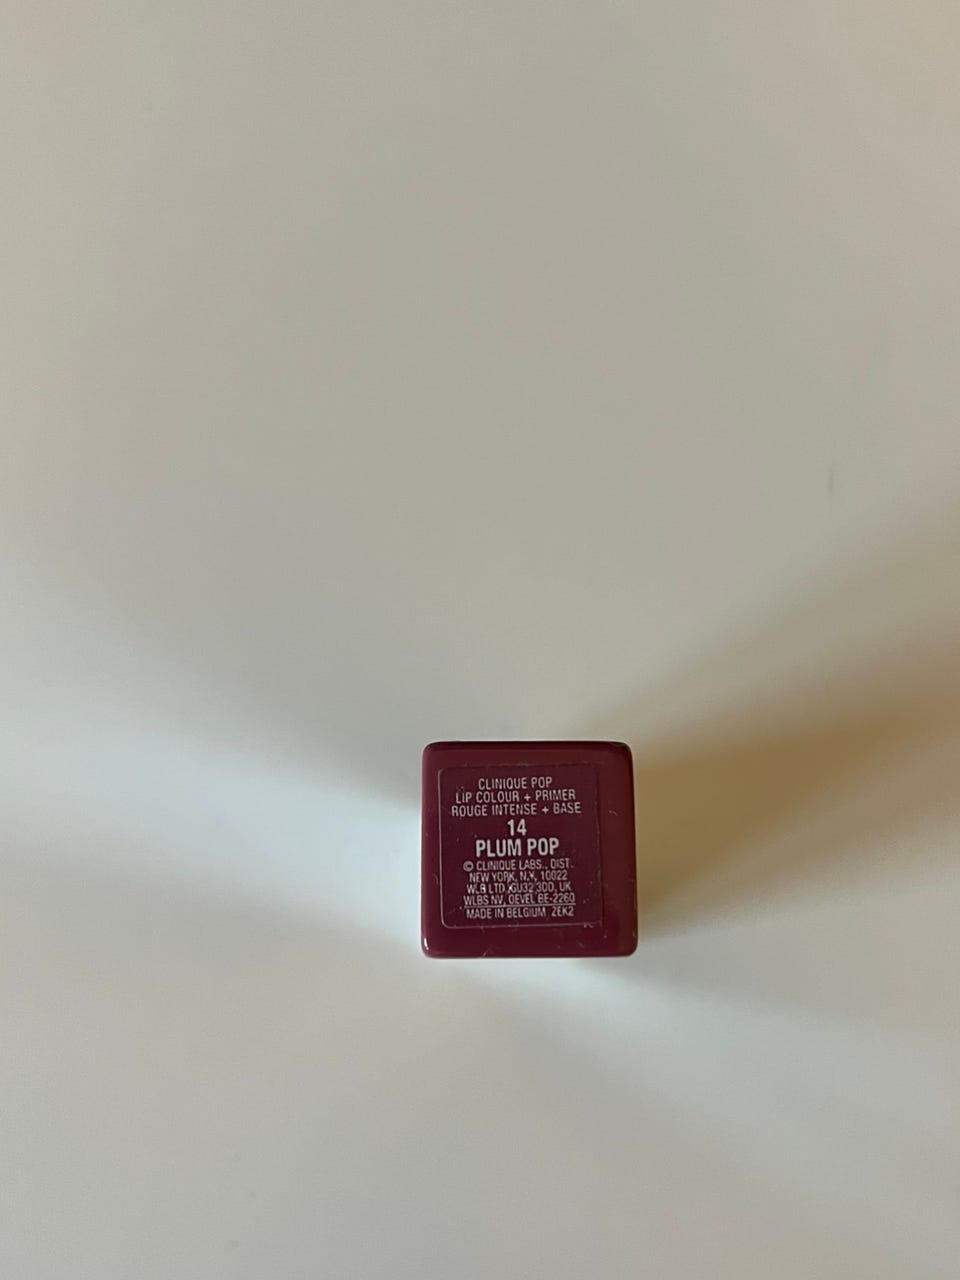 CLINIQUE POP
LIP COLOUR + PRIMER
ROUGE INTENSE + BASE
14
PLUM POP
© CLINIQUE LABS., DIST.
NEW YORK, N.Y. 10022
WLB LTD, GU32 3DD, UK
WLBS NV, OEVEL BE-2260
MADE IN BELGIUM ZEK2